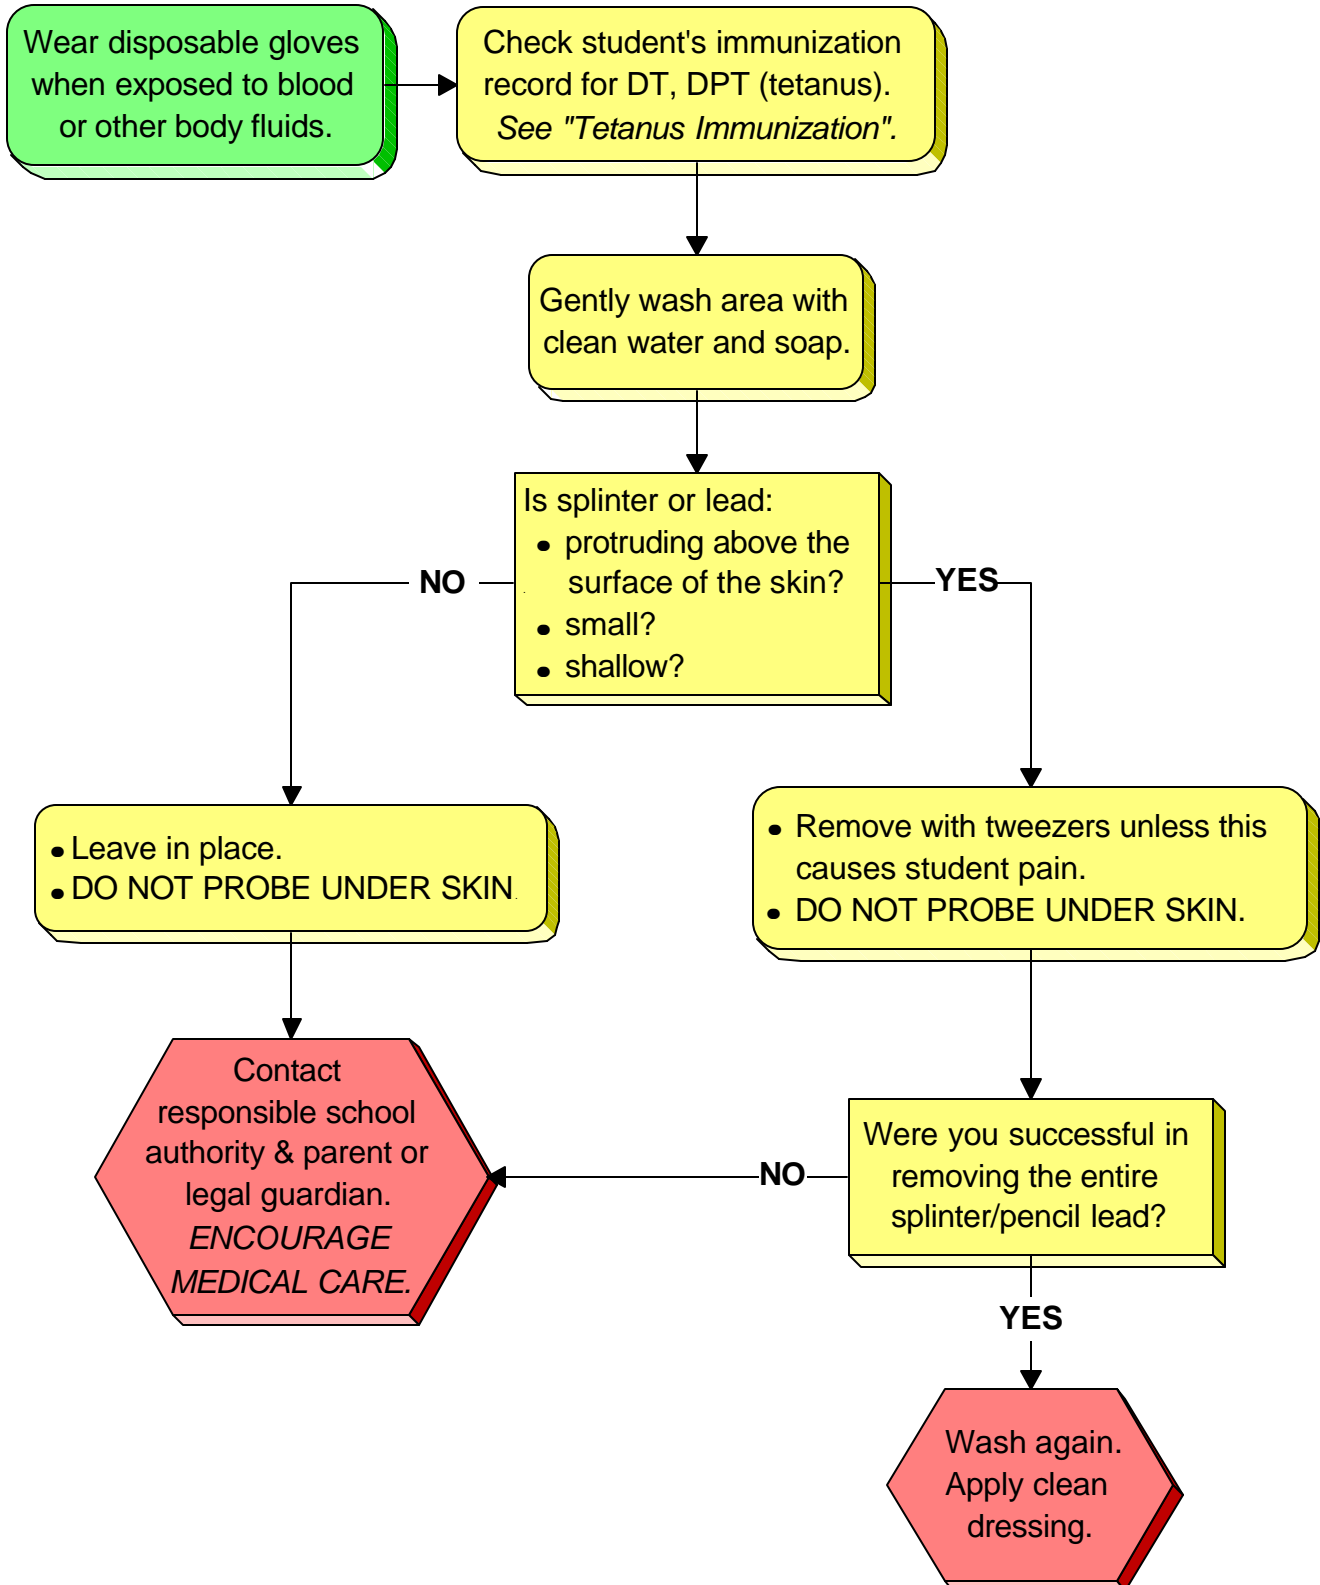 Wear disposable gloves
when exposed to blood
or other body fluids.
Check student's immunization
record for DT, DPT (tetanus).
See "Tetanus Immunization".
Gently wash area with
clean water and soap.
Is splinter or lead:
• protruding above the
surface of the skin?
• small?
• shallow?
NO
YES
• Leave in place.
• DO NOT PROBE UNDER SKIN.
• Remove with tweezers unless this
causes student pain.
• DO NOT PROBE UNDER SKIN.
Contact
responsible school
authority & parent or
legal guardian.
ENCOURAGE
MEDICAL CARE.
NO
Were you successful in
removing the entire
splinter/pencil lead?
YES
Wash again.
Apply clean
dressing.